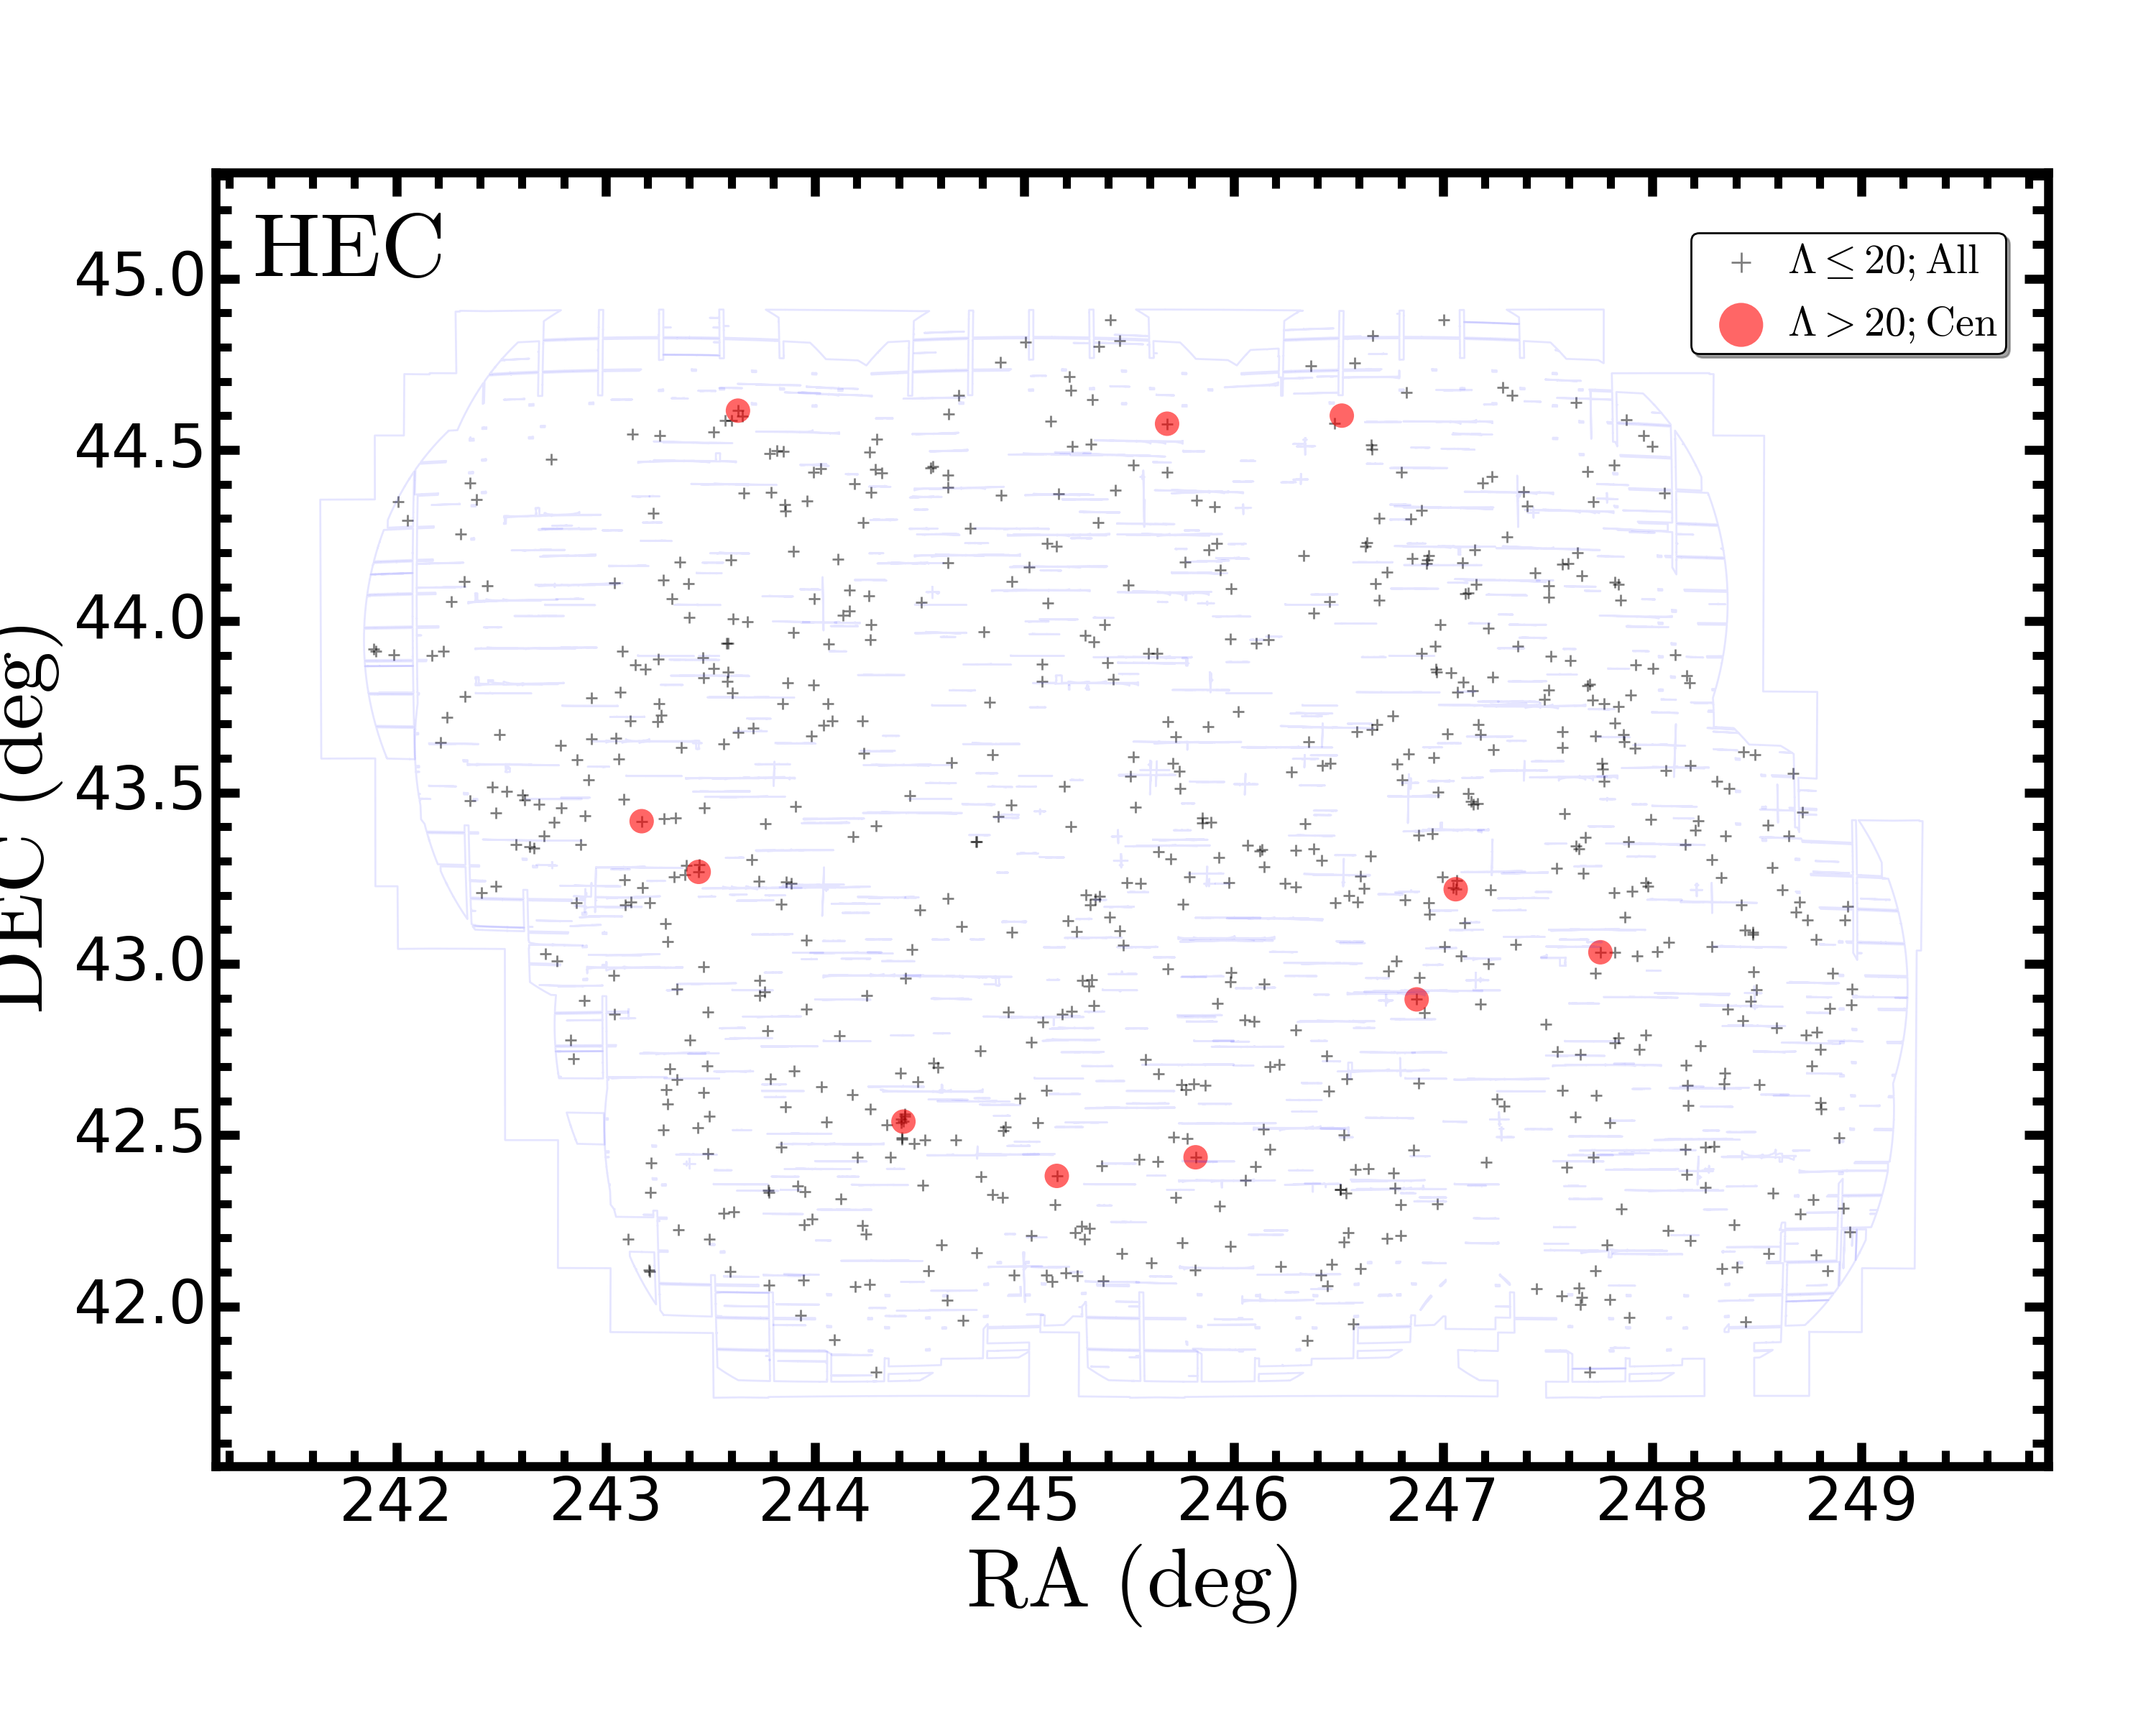 HEC
Λ ≤ 20; All
Λ > 20; Cen
45.0
44.5
44.0
43.5
43.0
42.5
42.0
DEC (deg)
242 243 244 245 246 247 248 249
RA (deg)